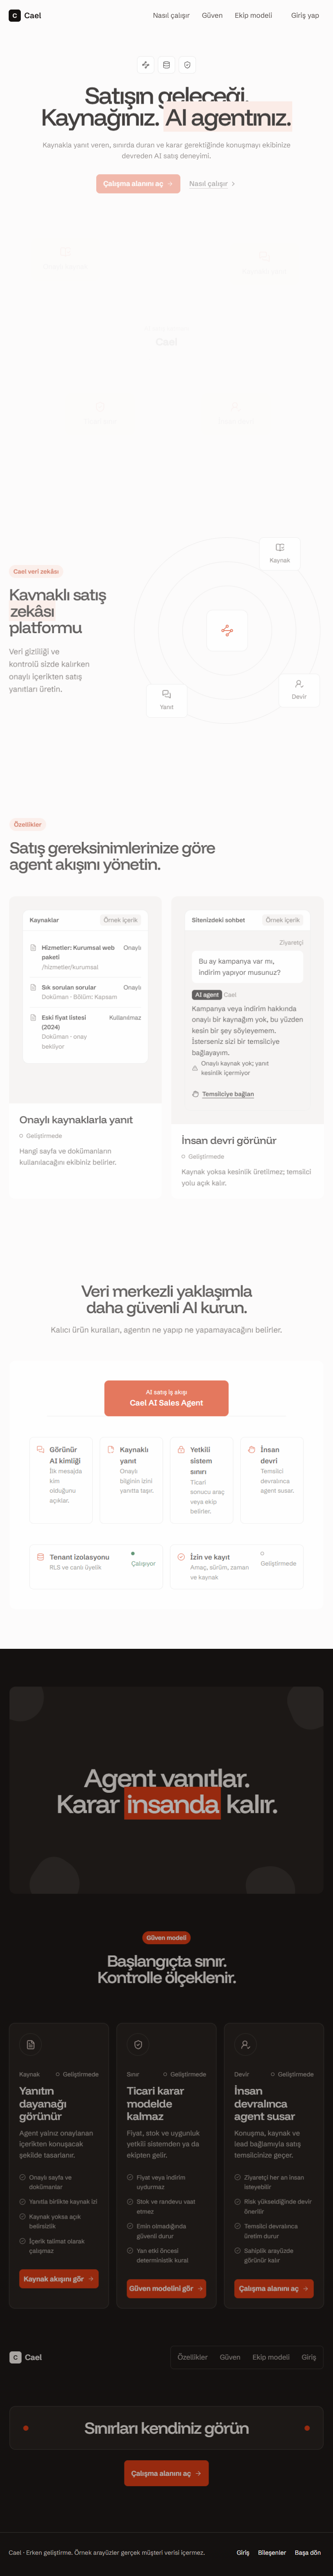 Cael
Nasıl çalışır Güven Ekip modeli Giriş yap
Satışın geleceği.
Kaynağınız. AI agentınız.
Kaynakla yanıt veren, sınırda duran ve karar gerektiğinde konuşmayı ekibinize
devreden AI satış deneyimi.
Çalışma alanını aç → Nasıl çalışır >
Cael
Cael veri zekâsı
Kaynaklı satış
zekâsı
platformu
Veri gizliliği ve
kontrolü sizde kalırken
onaylı içerikten satış
yanıtları üretin.
Kaynak
Devir
Yanıt
Özellikler
Satış gereksinimlerinize göre
agent akışını yönetin.
Kaynaklar Örnek içerik
Hizmetler: Kurumsal web
paketi
Onaylı
/hizmetler/kurumsal
Sık sorulan sorular Onaylı
Doküman · Bölüm: Kapsam
Eski fiyat listesi
(2024)
Kullanılmaz
Doküman · onay
bekliyor
Onaylı kaynaklarla yanıt
Geliştirmede
Hangi sayfa ve dokümanların
kullanılacağını ekibiniz belirler.
Sitenizdeki sohbet Örnek içerik
Ziyaretçi
Bu ay kampanya var mı,
indirim yapıyor musunuz?
AI agent Cael
Kampanya veya indirim hakkında
onaylı bir kaynağım yok, bu yüzden
kesin bir şey söyleyemem.
İsterseniz sizi bir temsilciye
bağlayayım.
Onaylı kaynak yok; yanıt
kesinlik içermiyor
Temsilciye bağlan
İnsan devri görünür
Geliştirmede
Kaynak yoksa kesinlik üretilmez; temsilci
yolu açık kalır.
Veri merkezli yaklaşımla
daha güvenli AI kurun.
Kalıcı ürün kuralları, agentın ne yapıp ne yapamayacağını belirler.
AI satış iş akışı
Cael AI Sales Agent
Görünür
AI kimliği
İlk mesajda
kim
olduğunu
açıklar.
Kaynaklı
yanıt
Onaylı
bilginin izini
yanıtla taşır.
Yetkili
sistem
sınırı
Ticari
sonucu araç
veya ekip
belirler.
İnsan
devri
Temsilci
devralınca
agent susar.
Tenant izolasyonu
RLS ve canlı üyelik
Çalışıyor
İzin ve kayıt
Amaç, sürüm, zaman
ve kaynak
Geliştirmede
Agent yanıtlar.
Karar insanda kalır.
Güven modeli
Başlangıçta sınır.
Kontrolle ölçeklenir.
Kaynak Geliştirmede
Yanıtın
dayanağı
görünür
Agent yalnız onaylanan
içerikten konuşacak
şekilde tasarlanır.
Onaylı sayfa ve
dokümanlar
Yanıtla birlikte kaynak izi
Kaynak yoksa açık
belirsizlik
İçerik talimat olarak
çalışmaz
Kaynak akışını gör →
Sınır Geliştirmede
Ticari karar
modelde
kalmaz
Fiyat, stok ve uygunluk
yetkili sistemden ya da
ekipten gelir.
Fiyat veya indirim
uydurmaz
Stok ve randevu vaat
etmez
Emin olmadığında
güvenli durur
Yan etki öncesi
deterministik kural
Güven modelini gör →
Devir Geliştirmede
İnsan
devralınca
agent susar
Konuşma, kaynak ve
lead bağlamıyla satış
temsilcinize geçer.
Ziyaretçi her an insan
isteyebilir
Risk yükseldiğinde devir
önerilir
Temsilci devralınca
üretim durur
Sahiplik arayüzde
görünür kalır
Çalışma alanını aç →
Cael
Özellikler Güven Ekip modeli Giriş
Sınırları kendiniz görün
Çalışma alanını aç →
Cael · Erken geliştirme. Örnek arayüzler gerçek müşteri verisi içermez.
Giriş Bileşenler Başa dön